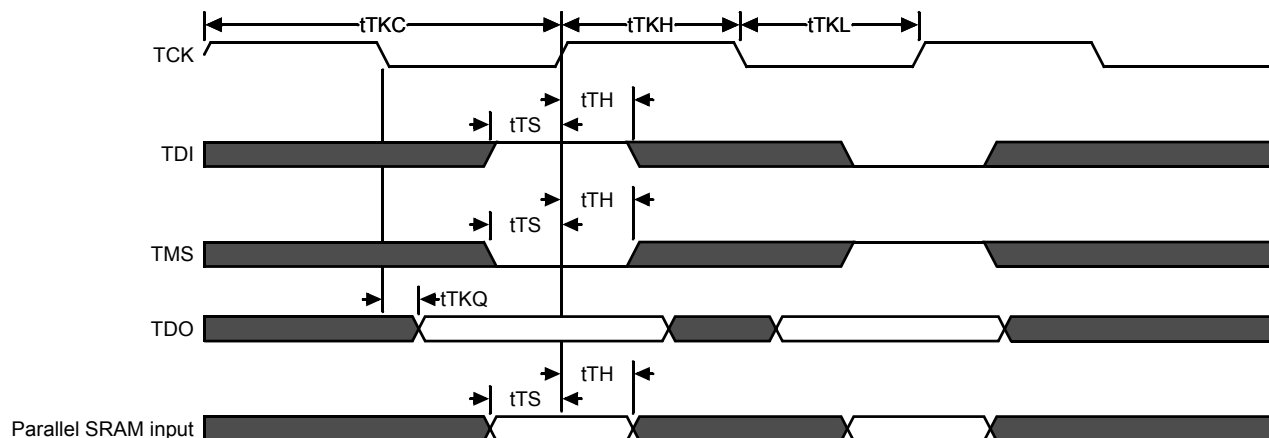 tTKC tTKH tTKL
TCK
tTH
tTS
TDI
tTH
tTS
TMS
tTKQ
TDO
tTH
tTS
Parallel SRAM input